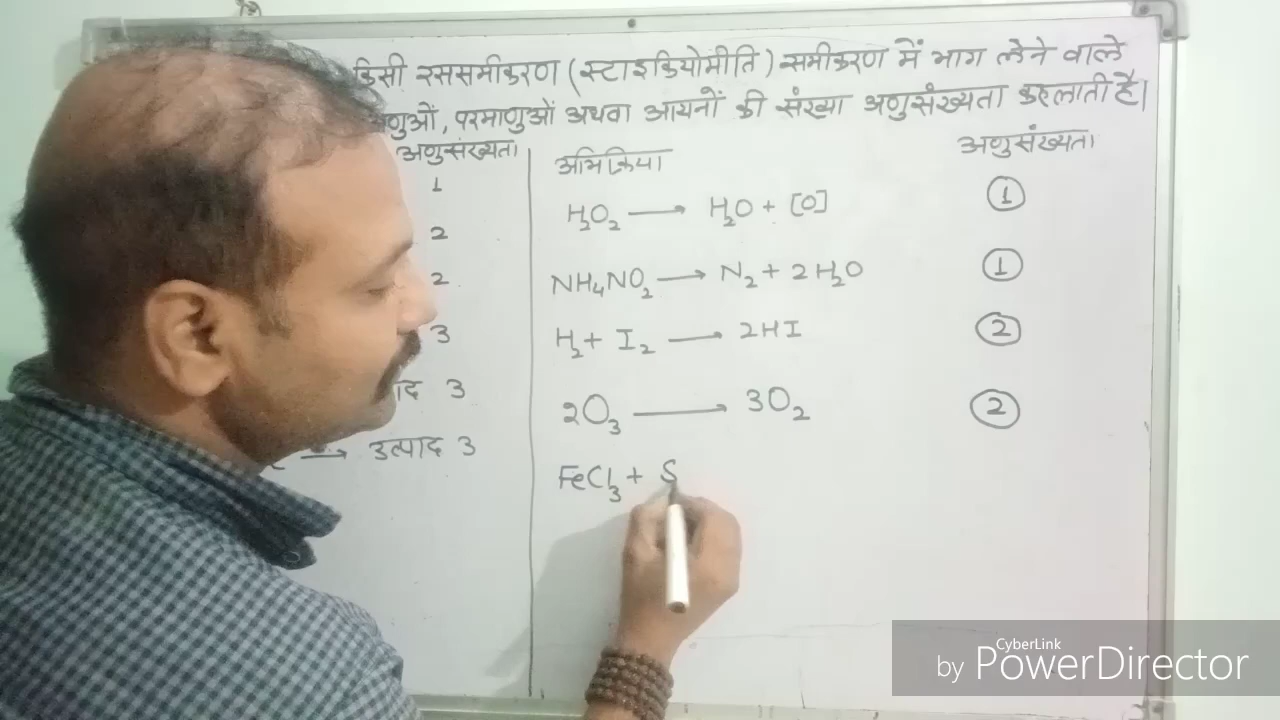 किसी रससमीकरण (स्टाइकियोमीति) समीकरण में भाग लेने वाले
अणुओं, परमाणुओं अथवा आयनों की संख्या अणुसंख्यता कहलाती है।
अणुसंख्यता
1
2
2
3
3
→ उत्पाद 3
अभिक्रिया अणुसंख्यता
H₂O₂ → H₂O + [O] 1
NH₄NO₂ → N₂ + 2H₂O 1
H₂ + I₂ → 2HI 2
2O₃ → 3O₂ 2
FeCl₃ + S
CyberLink
by PowerDirector